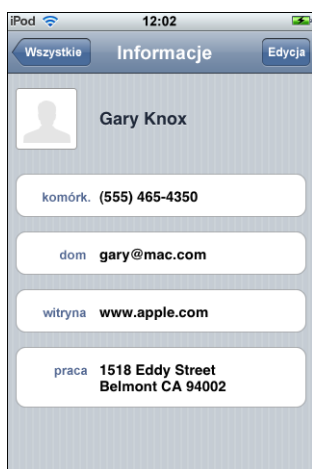 iPod 12:02
Wszystkie Informacje Edycja
Gary Knox
komórk. (555) 465-4350
dom gary@mac.com
witryna www.apple.com
praca 1518 Eddy Street
Belmont CA 94002